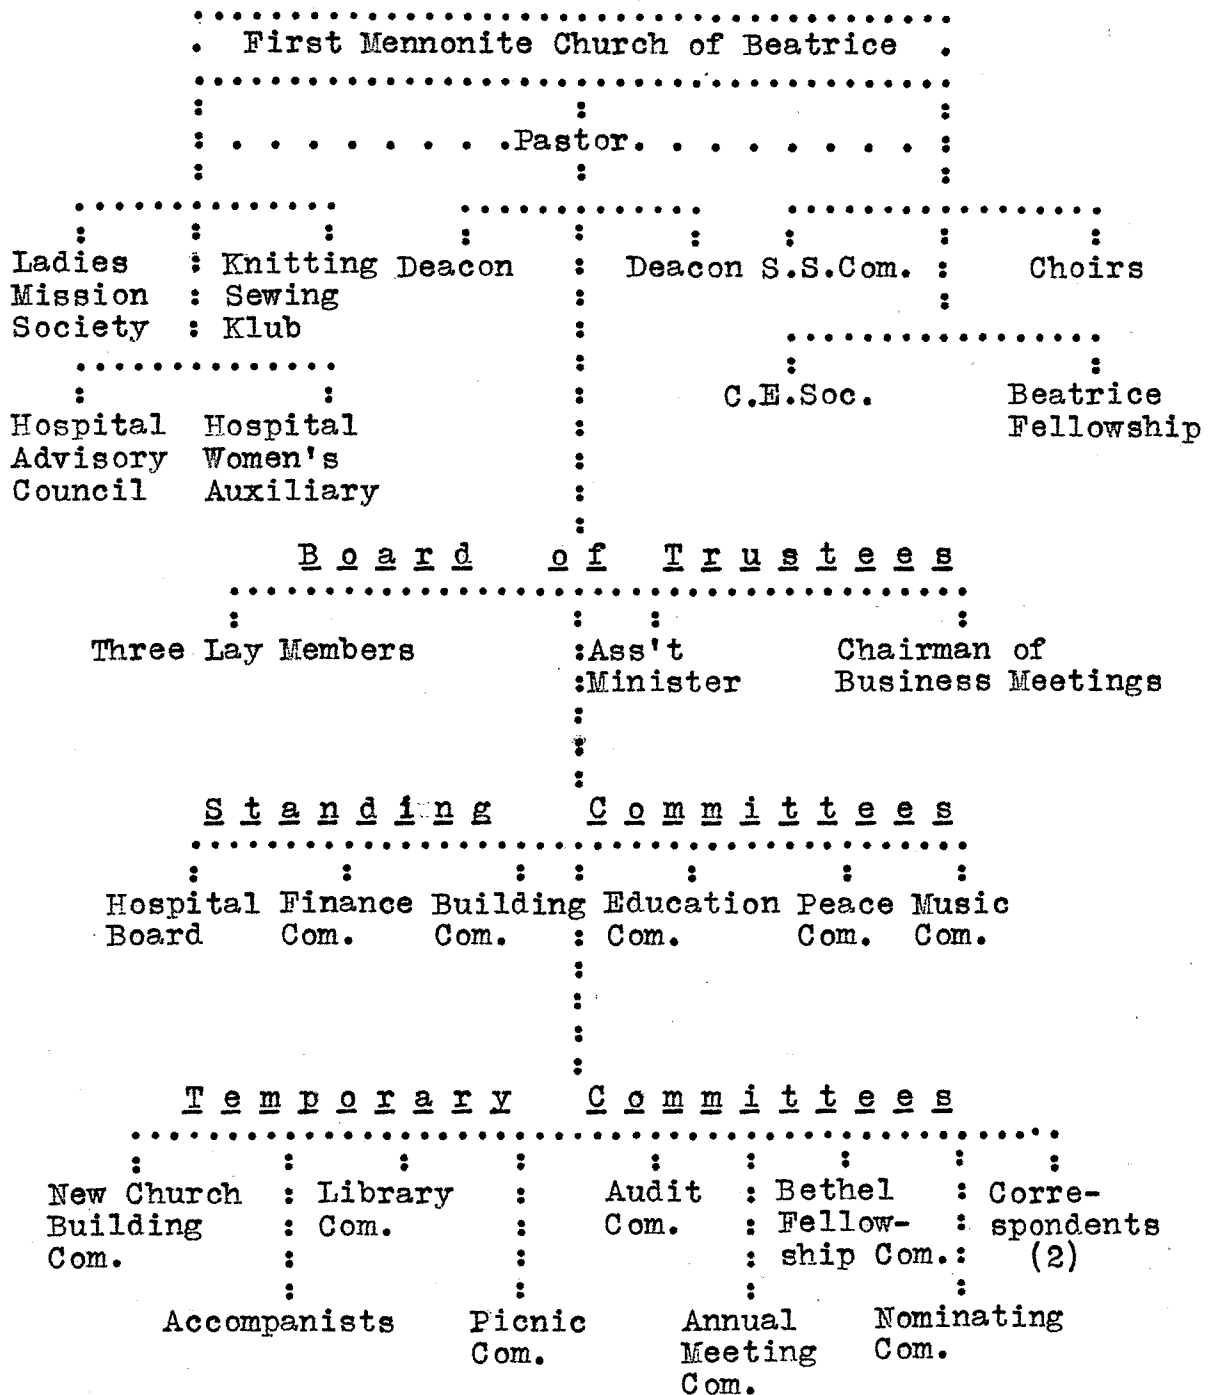 First Mennonite Church of Beatrice
Pastor
Ladies Mission Society
Knitting Sewing Klub
Deacon
Deacon
S.S.Com.
Choirs
Hospital Advisory Council
Hospital Women's Auxiliary
C.E.Soc.
Beatrice Fellowship
Board of Trustees
Three Lay Members
Ass't Minister
Chairman of Business Meetings
Standing Committees
Hospital Board
Finance Com.
Building Com.
Education Com.
Peace Com.
Music Com.
Temporary Committees
New Church Building Com.
Accompanists
Library Com.
Picnic Com.
Audit Com.
Annual Meeting Com.
Bethel Fellow-
ship Com.
Nominating Com.
Corre-
spondents
(2)